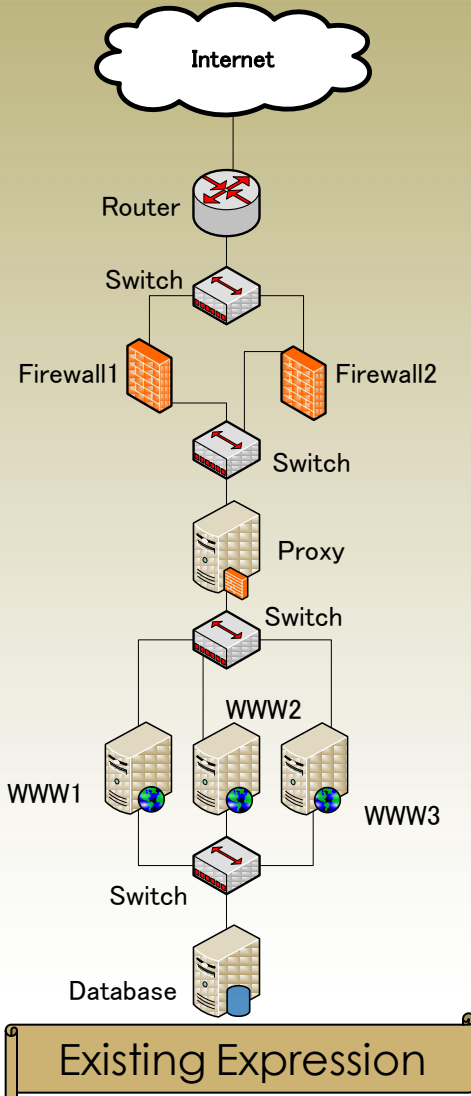 Internet
Router
Switch
Firewall1
Firewall2
Switch
Proxy
Switch
WWW2
WWW1
WWW3
Switch
Database
Existing Expression